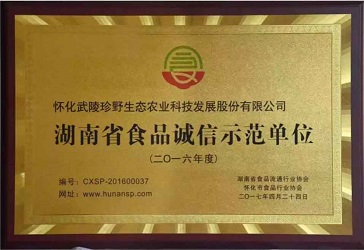 怀化武陵珍野生态农业科技发展股份有限公司
湖南省食品诚信示范单位
(二〇一六年度)
编号：CXSP-201600037
网址：www.hunansp.com
湖南省食品流通行业协会
怀化市食品行业协会
二〇一七年四月二十四日